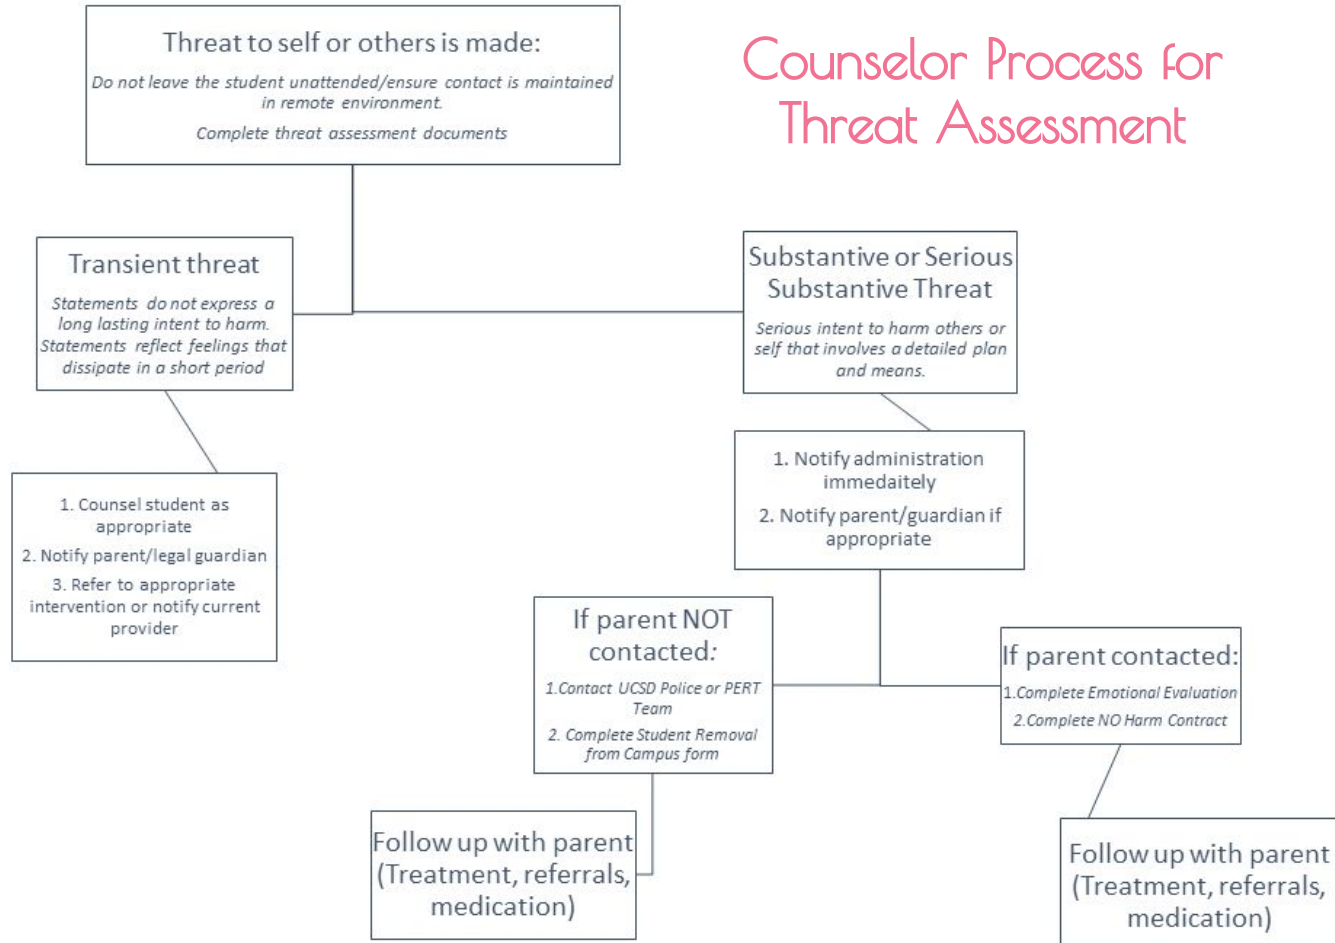 Counselor Process for
Threat Assessment
Threat to self or others is made:
Do not leave the student unattended/ensure contact is maintained
in remote environment.
Complete threat assessment documents
Transient threat
Statements do not express a
long lasting intent to harm.
Statements reflect feelings that
dissipate in a short period
Substantive or Serious
Substantive Threat
Serious intent to harm others or
self that involves a detailed plan
and means.
1. Counsel student as
appropriate
2. Notify parent/legal guardian
3. Refer to appropriate
intervention or notify current
provider
1. Notify administration
immedaitely
2. Notify parent/guardian if
appropriate
If parent NOT
contacted:
1.Contact UCSD Police or PERT
Team
2. Complete Student Removal
from Campus form
If parent contacted:
1.Complete Emotional Evaluation
2.Complete NO Harm Contract
Follow up with parent
(Treatment, referrals,
medication)
Follow up with parent
(Treatment, referrals,
medication)